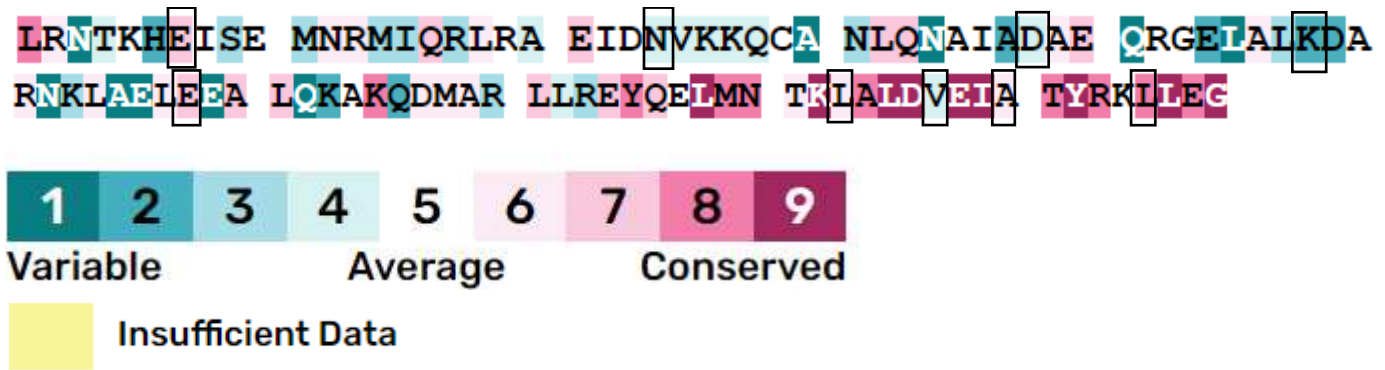 LRNTKHEISE MNRMIQRLRA EIDNVKKQCA NLQNAIADAE QRGELALKDA
RNKLAELEEA LQKAKQDMAR LLREYQELMN TKLALDVEIA TYRKLLEG
1 2 3 4 5 6 7 8 9
Variable Average Conserved
Insufficient Data